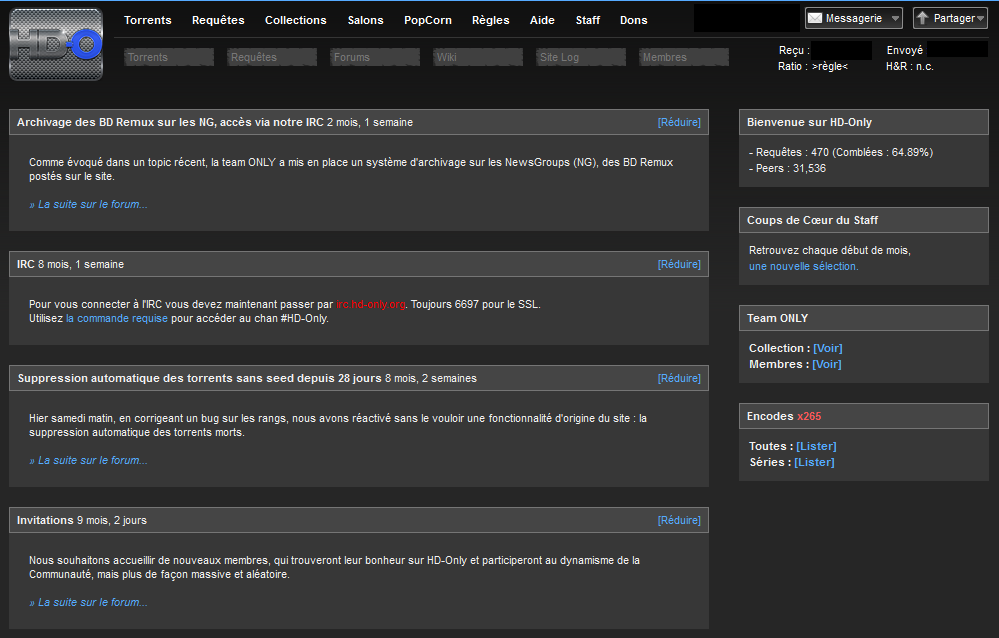 HD-O
Torrents Requêtes Collections Salons PopCorn Règles Aide Staff Dons
Messagerie Partager
Torrents Requêtes Forums Wiki Site Log Membres
Reçu : Envoyé
Ratio : >règle< H&R : n.c.
Archivage des BD Remux sur les NG, accès via notre IRC 2 mois, 1 semaine [Réduire]
Comme évoqué dans un topic récent, la team ONLY a mis en place un système d'archivage sur les NewsGroups (NG), des BD Remux
postés sur le site.
» La suite sur le forum...
IRC 8 mois, 1 semaine [Réduire]
Pour vous connecter à l'IRC vous devez maintenant passer par irc.hd-only.org. Toujours 6697 pour le SSL.
Utilisez la commande requise pour accéder au chan #HD-Only.
Suppression automatique des torrents sans seed depuis 28 jours 8 mois, 2 semaines [Réduire]
Hier samedi matin, en corrigeant un bug sur les rangs, nous avons réactivé sans le vouloir une fonctionnalité d'origine du site : la
suppression automatique des torrents morts.
» La suite sur le forum...
Invitations 9 mois, 2 jours [Réduire]
Nous souhaitons accueillir de nouveaux membres, qui trouveront leur bonheur sur HD-Only et participeront au dynamisme de la
Communauté, mais plus de façon massive et aléatoire.
» La suite sur le forum...
Bienvenue sur HD-Only
- Requêtes : 470 (Comblées : 64.89%)
- Peers : 31,536
Coups de Cœur du Staff
Retrouvez chaque début de mois,
une nouvelle sélection.
Team ONLY
Collection : [Voir]
Membres : [Voir]
Encodes x265
Toutes : [Lister]
Séries : [Lister]